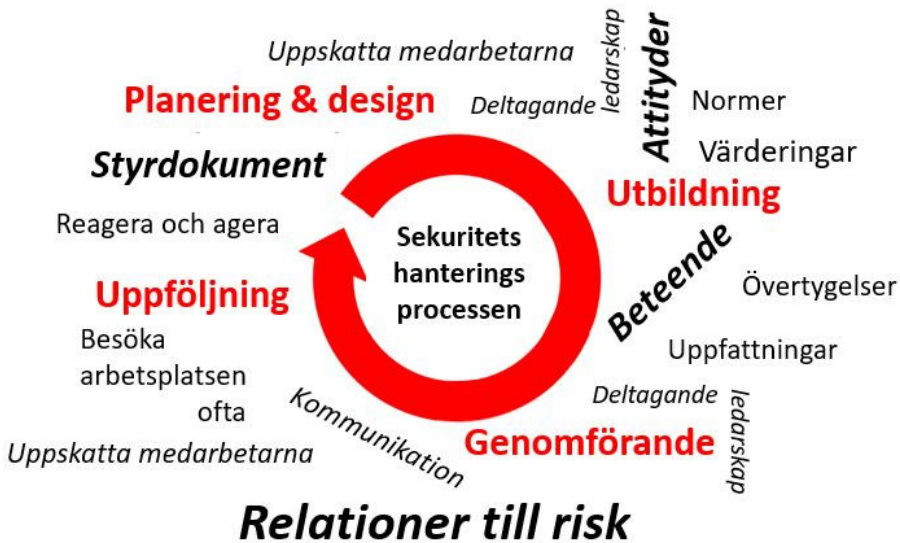 Uppskatta medarbetarna
Planering & design
Deltagande
ledarskap
Attityder
Normer
Värderingar
Styrdokument
Utbildning
Reagera och agera
Sekuritets
hanterings
processen
Beteende
Övertygelser
Uppföljning
Uppfattningar
Besöka
arbetsplatsen
ofta
Kommunikation
Deltagande
ledarskap
Genomförande
Uppskatta medarbetarna
Relationer till risk